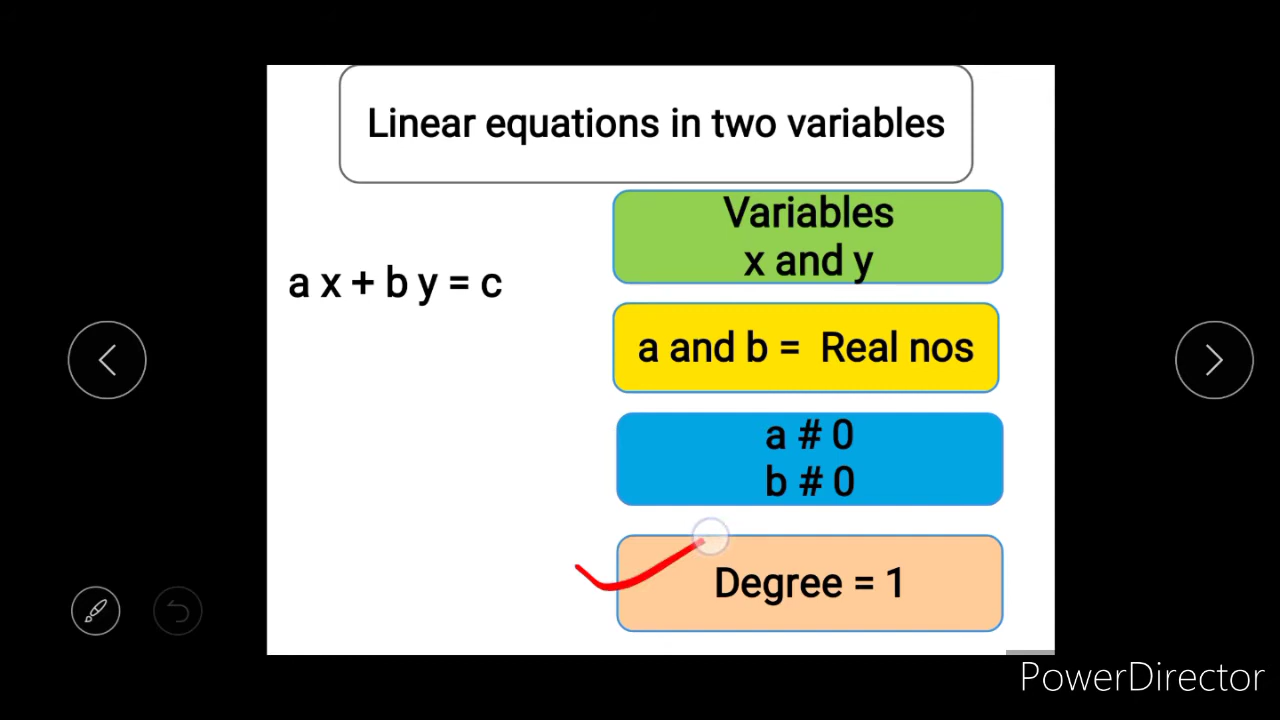 Linear equations in two variables
Variables
x and y
a x + b y = c
a and b = Real nos
a # 0
b # 0
Degree = 1
PowerDirector